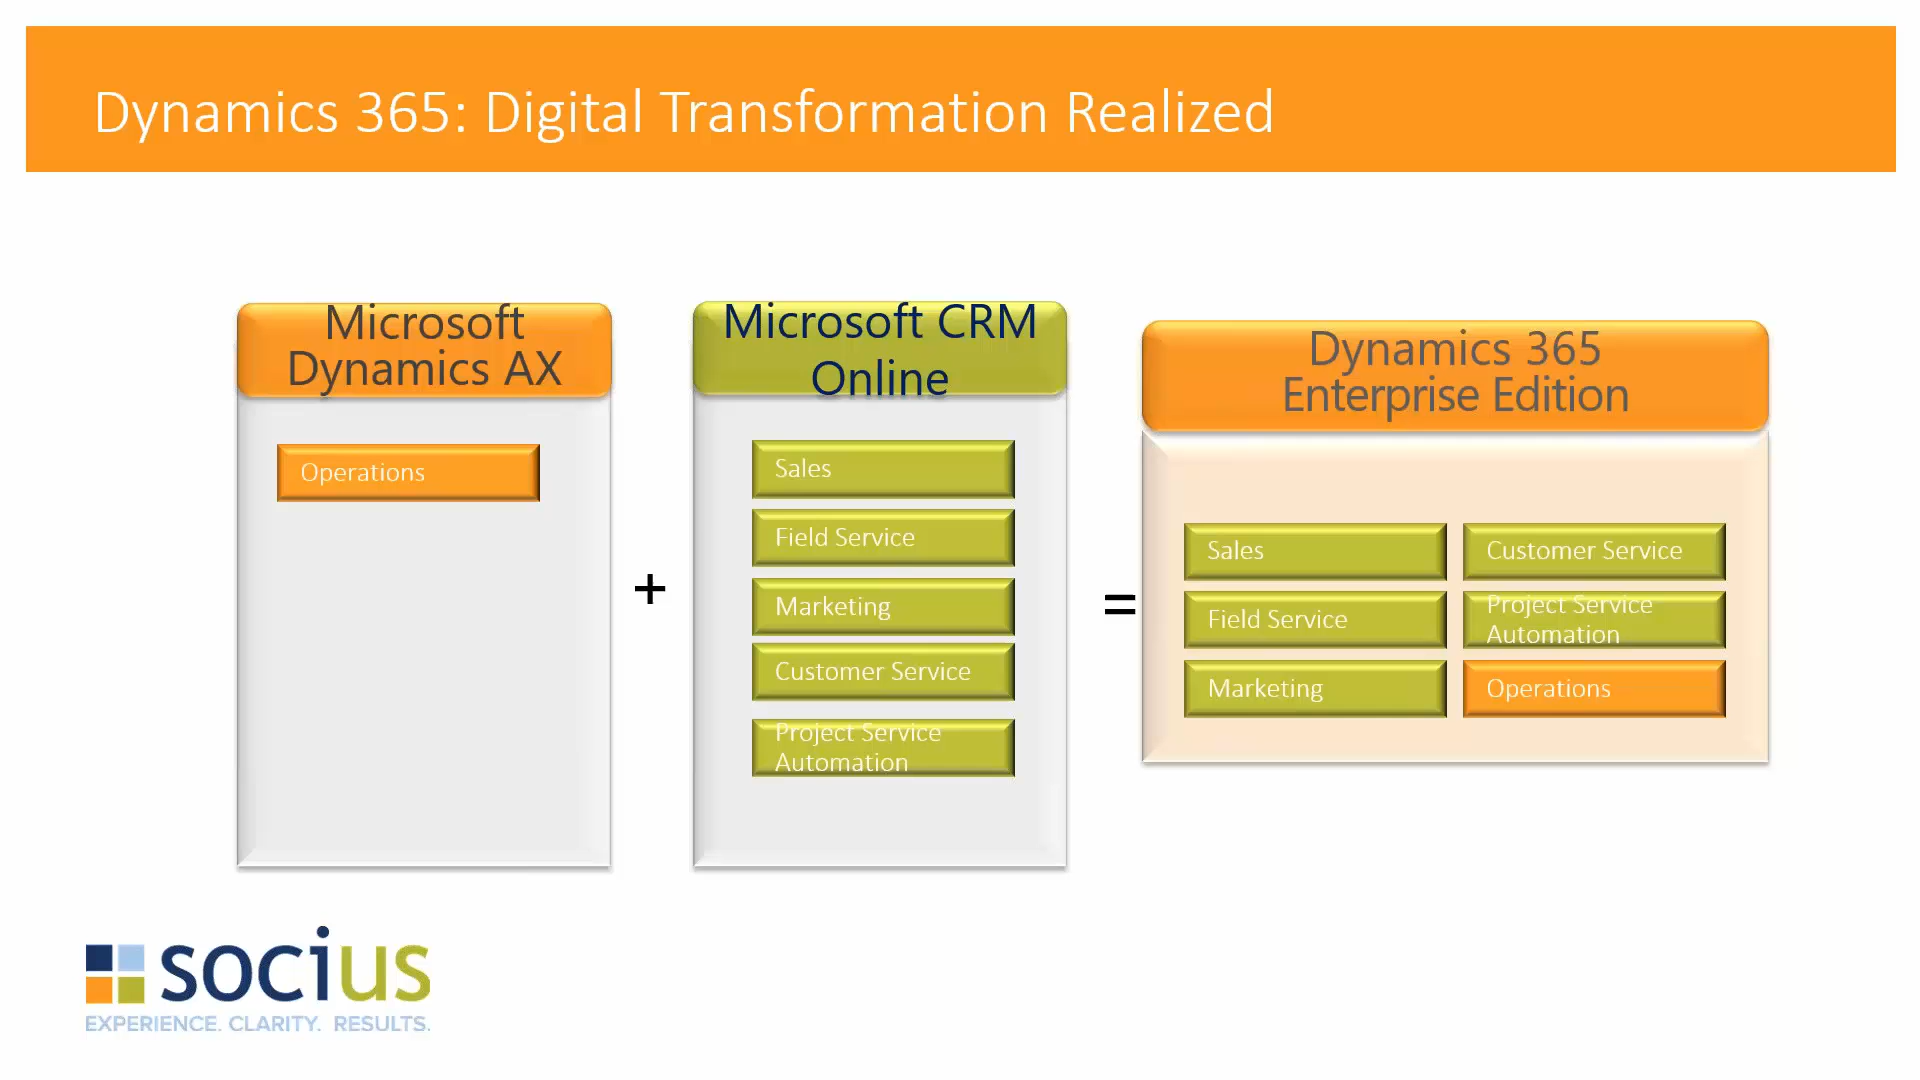 Dynamics 365: Digital Transformation Realized
Microsoft
Dynamics AX
Operations
+
Microsoft CRM
Online
Sales
Field Service
Marketing
Customer Service
Project Service
Automation
=
Dynamics 365
Enterprise Edition
Sales
Customer Service
Field Service
Project Service
Automation
Marketing
Operations
socius
EXPERIENCE. CLARITY. RESULTS.